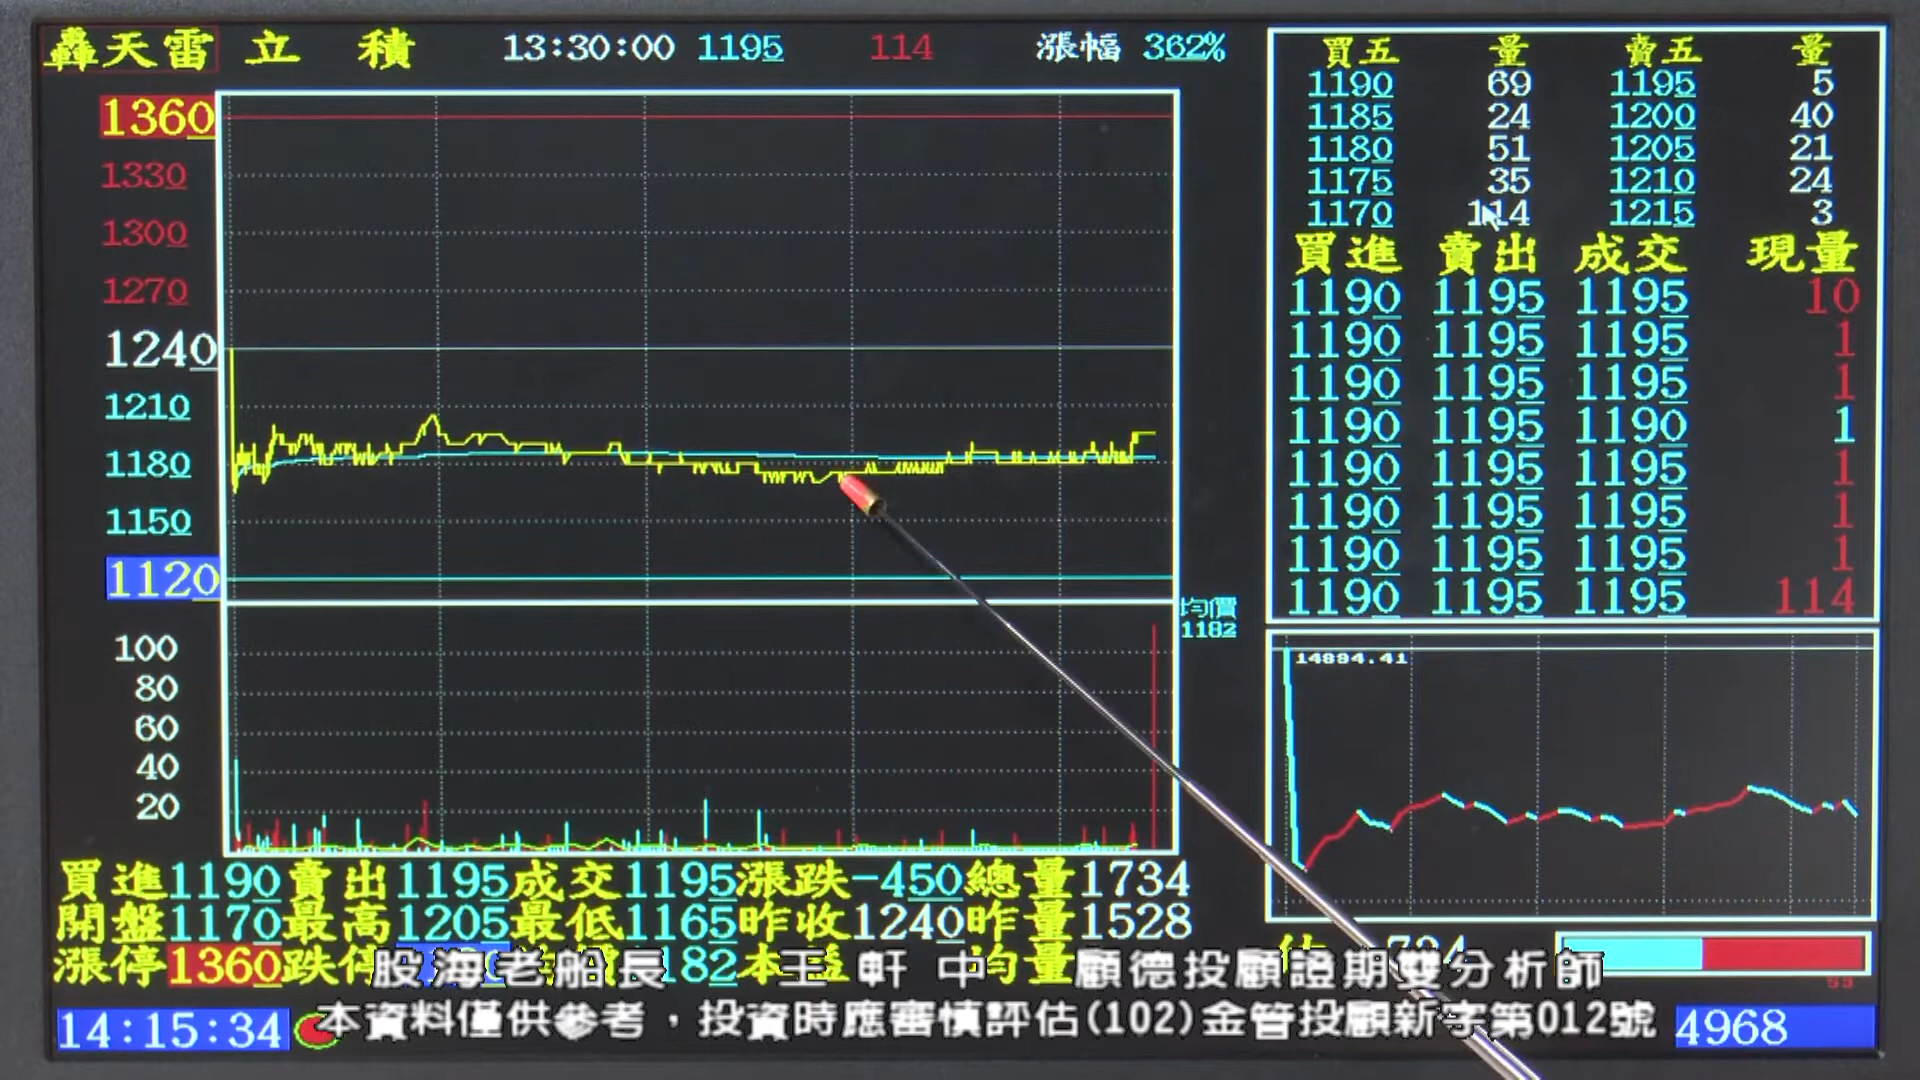 轟天雷 立 積 13:30:00 1195 114 漲幅 362%
1360
1330
1300
1270
1240
1210
1180
1150
1120
100
80
60
40
20
均價
1182
買五 量 賣五 量
1190 69 1195 5
1185 24 1200 40
1180 51 1205 21
1175 35 1210 24
1170 114 1215 3
買進 賣出 成交 現量
1190 1195 1195 10
1190 1195 1195 1
1190 1195 1195 1
1190 1195 1190 1
1190 1195 1195 1
1190 1195 1195 1
1190 1195 1195 1
1190 1195 1195 114
14894.41
買進1190賣出1195成交1195漲跌-450總量1734
開盤1170最高1205最低1165昨收1240昨量1528
漲停1360跌停 182本益 均量
53
股海老船長 王軒中 顧德投顧證期雙分析師
本資料僅供參考，投資時應審慎評估(102)金管投顧新字第012號
14:15:34
4968